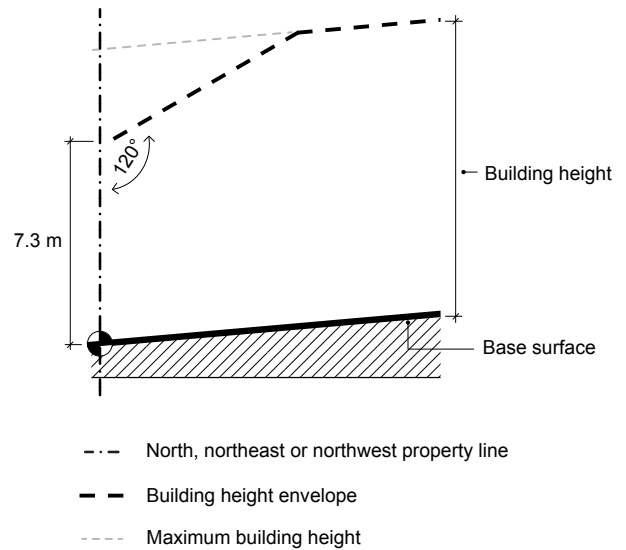 120°
Building height
7.3 m
Base surface
North, northeast or northwest property line
Building height envelope
Maximum building height